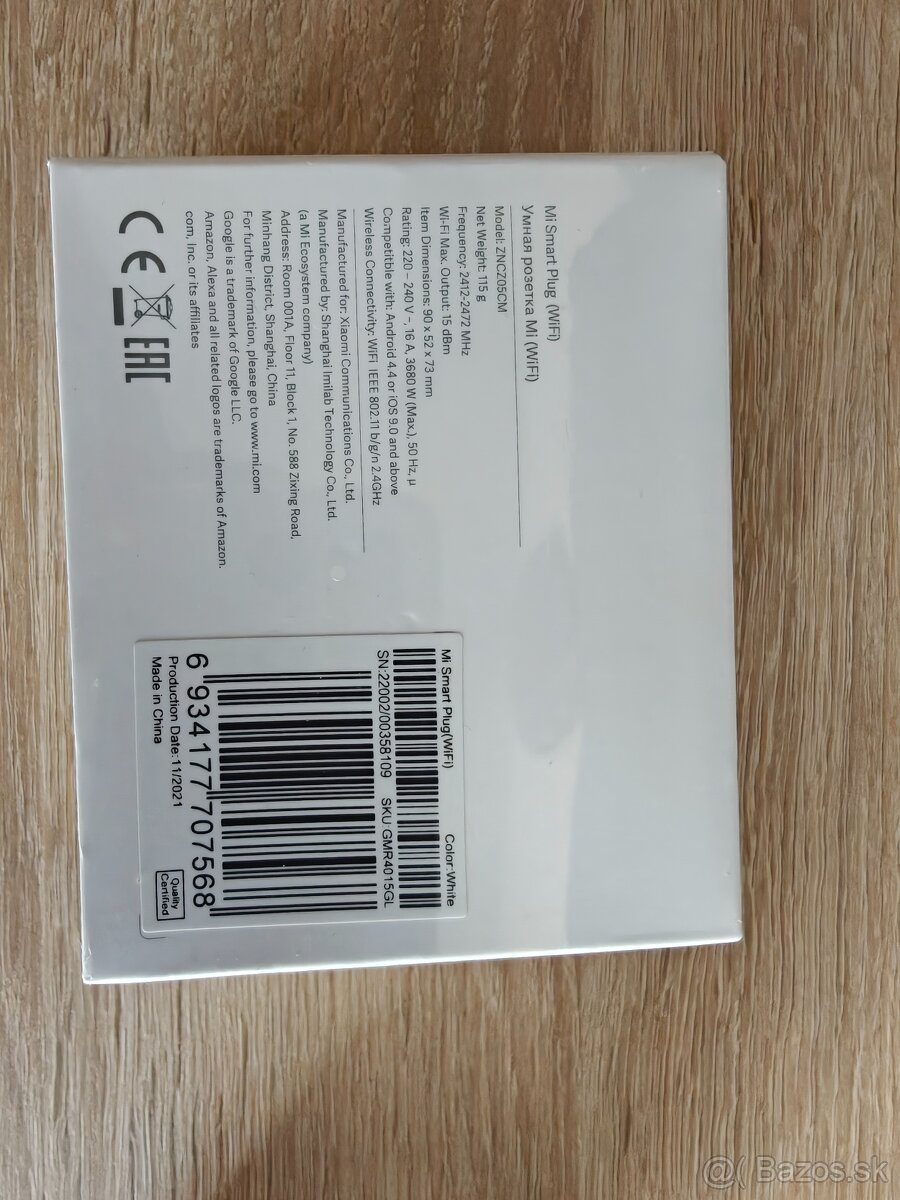 Mi Smart Plug (WiFi)
Умная розетка Mi (WiFi)
Model: ZNCZ05CM
Net Weight: 115 g
Frequency: 2412-2472 MHz
Wi-Fi Max. Output: 15 dBm
Item Dimensions: 90 x 52 x 73 mm
Rating: 220 – 240 V ~, 16 A, 3680 W (Max.), 50 Hz, µ
Competitble with: Android 4.4 or iOS 9.0 and above
Wireless Connectivity: WiFi IEEE 802.11 b/g/n 2.4GHz
Manufactured for: Xiaomi Communications Co., Ltd.
Manufactured by: Shanghai Imilab Technology Co., Ltd.
(a Mi Ecosystem company)
Address: Room 001A, Floor 11, Block 1, No. 588 Zixing Road,
Minhang District, Shanghai, China
For further information, please go to www.mi.com
Google is a trademark of Google LLC.
Amazon, Alexa and all related logos are trademarks of Amazon.
com, Inc. or its affiliates
CE EAC
Mi Smart Plug(WiFi) Color:White
SN:22002/00358109 SKU:GMR4015GL
6 934177 707568
Production Date:11/2021
Made in China
Quality
Certified
@( Bazos.sk